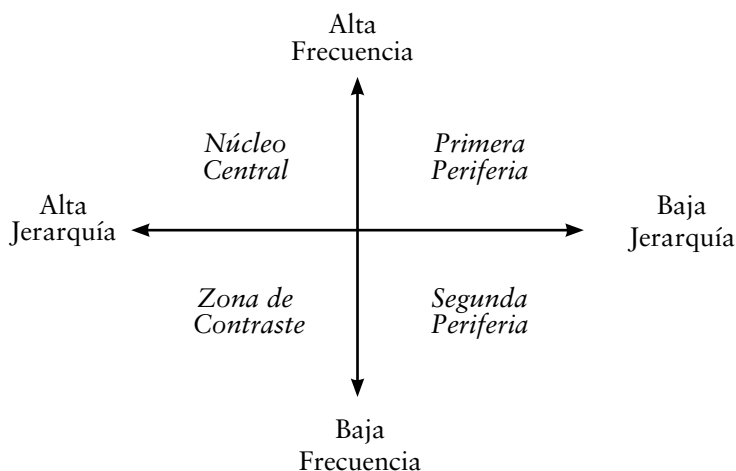 Alta
Frecuencia
Núcleo
Central
Primera
Periferia
Alta
Jerarquía
Baja
Jerarquía
Zona de
Contraste
Segunda
Periferia
Baja
Frecuencia